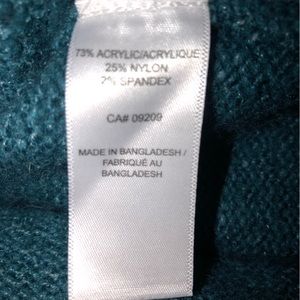 73% ACRYLIC/ACRYLIQUE
25% NYLON
2% SPANDEX
CA# 09209
MADE IN BANGLADESH /
FABRIQUÉ AU
BANGLADESH